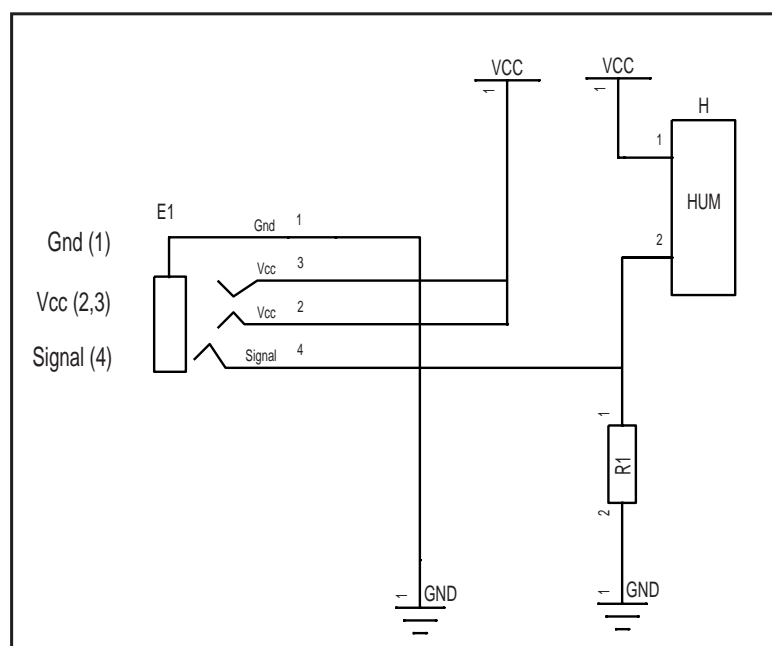 VCC
1
VCC
1
H
1
HUM
2
E1
Gnd (1)
Gnd
1
Vcc
3
Vcc (2,3)
Vcc
2
Signal (4)
Signal
4
1
R1
2
1
GND
1
GND